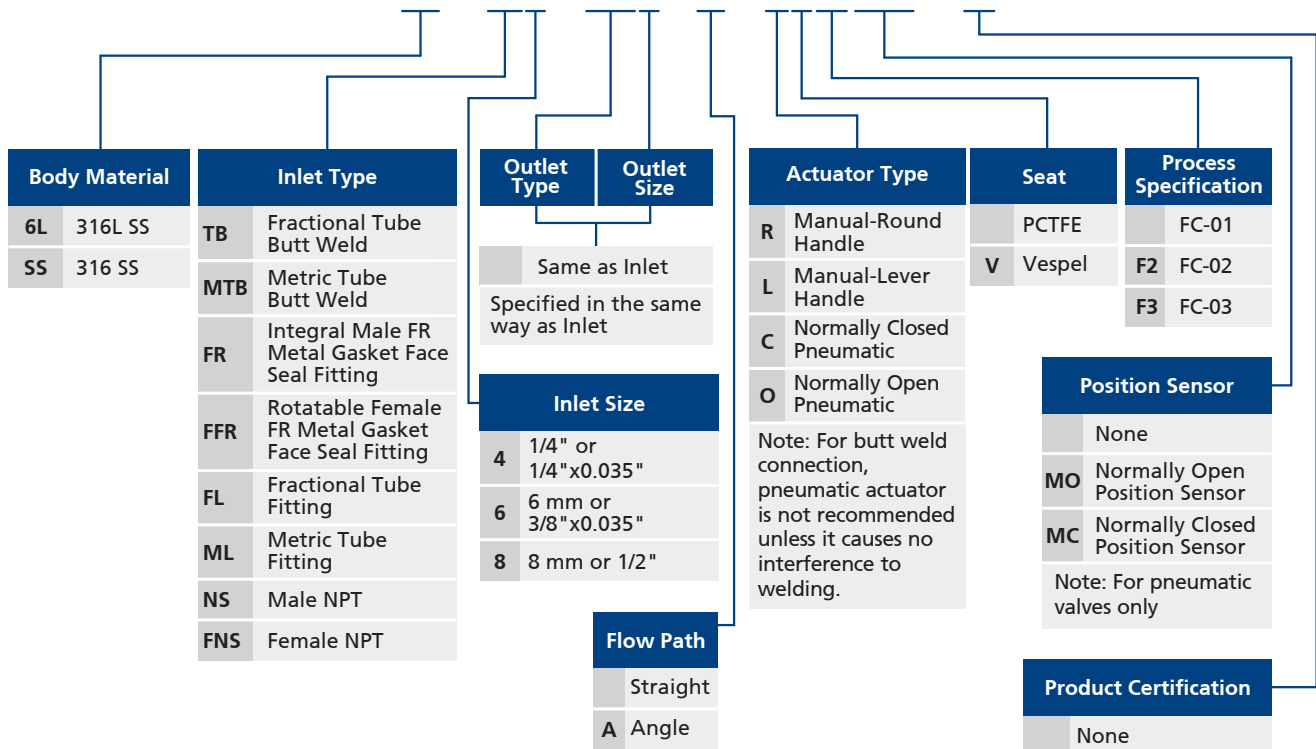 Body Material
6L 316L SS
SS 316 SS
Inlet Type
TB Fractional Tube
Butt Weld
MTB Metric Tube
Butt Weld
FR Integral Male FR
Metal Gasket Face
Seal Fitting
FFR Rotatable Female
FR Metal Gasket
Face Seal Fitting
FL Fractional Tube
Fitting
ML Metric Tube
Fitting
NS Male NPT
FNS Female NPT
Outlet
Type
Outlet
Size
Same as Inlet
Specified in the same
way as Inlet
Inlet Size
4 1/4" or
1/4"x0.035"
6 6 mm or
3/8"x0.035"
8 8 mm or 1/2"
Flow Path
Straight
A Angle
Actuator Type
R Manual-Round
Handle
L Manual-Lever
Handle
C Normally Closed
Pneumatic
O Normally Open
Pneumatic
Note: For butt weld
connection,
pneumatic actuator
is not recommended
unless it causes no
interference to
welding.
Seat
PCTFE
V Vespel
Process
Specification
FC-01
F2 FC-02
F3 FC-03
Position Sensor
None
MO Normally Open
Position Sensor
MC Normally Closed
Position Sensor
Note: For pneumatic
valves only
Product Certification
None